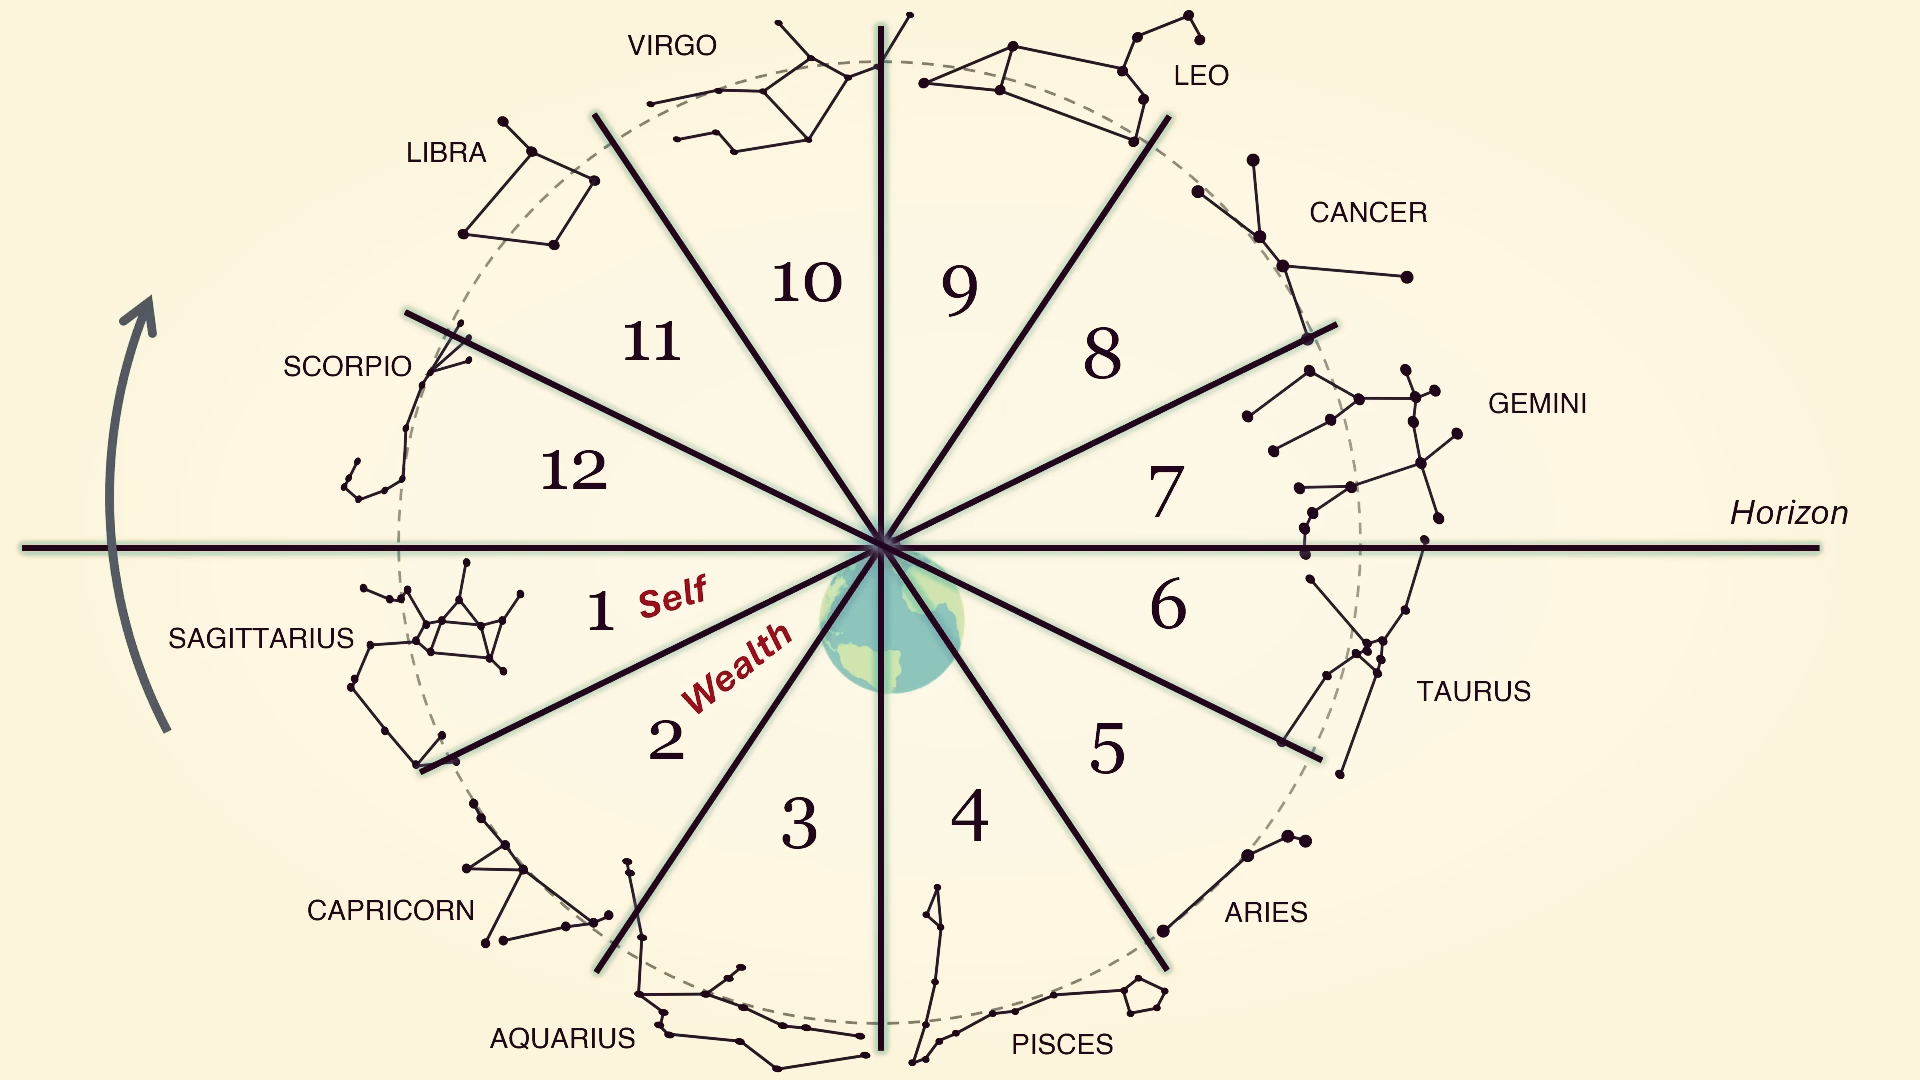 VIRGO
LEO
LIBRA
CANCER
10
9
11
8
SCORPIO
GEMINI
12
7
Horizon
1
Self
6
SAGITTARIUS
Wealth
TAURUS
2
5
3
4
CAPRICORN
ARIES
AQUARIUS
PISCES